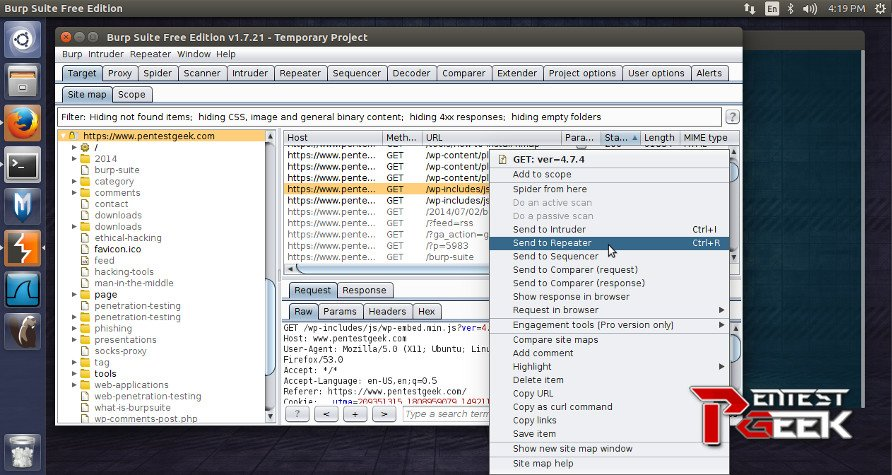 Burp Suite Free Edition
En
4:19 PM
Burp Suite Free Edition v1.7.21 - Temporary Project
Burp Intruder Repeater Window Help
Target Proxy Spider Scanner Intruder Repeater Sequencer Decoder Comparer Extender Project options User options Alerts
Site map Scope
Filter: Hiding not found items; hiding CSS, image and general binary content; hiding 4xx responses; hiding empty folders
?
https://www.pentestgeek.com
/
2014
burp-suite
category
comments
contact
downloads
downloads
ethical-hacking
favicon.ico
feed
hacking-tools
man-in-the-middle
page
penetration-testing
penetration-testing
phishing
presentations
socks-proxy
tag
tools
web-applications
web-penetration-testing
what-is-burpsuite
wp-comments-post.php
Host Meth... URL Para... Sta... Length MIME type
https://www.pente... GET /wp-content/pl
https://www.pente... GET /wp-content/pl
https://www.pente... GET /wp-includes/js
https://www.pente... GET /wp-includes/js
https://www.pente... GET /2014/07/02/b
https://www.pente... GET /?feed=rss
https://www.pente... GET /?ga_action=g
https://www.pente... GET /?p=5983
https://www.pente... GET /burp-suite
Request Response
Raw Params Headers Hex
GET /wp-includes/js/wp-embed.min.js?ver=4.
Host: www.pentestgeek.com
User-Agent: Mozilla/5.0 (X11; Ubuntu; Linu
Firefox/53.0
Accept: */*
Accept-Language: en-US,en;q=0.5
Referer: https://www.pentestgeek.com/
? < + > Type a search term
GET: ver=4.7.4
Add to scope
Spider from here
Do an active scan
Do a passive scan
Send to Intruder Ctrl+I
Send to Repeater Ctrl+R
Send to Sequencer
Send to Comparer (request)
Send to Comparer (response)
Show response in browser
Request in browser
Engagement tools (Pro version only)
Compare site maps
Add comment
Highlight
Delete item
Copy URL
Copy as curl command
Copy links
Save item
Show new site map window
Site map help
PENTEST
GEEK